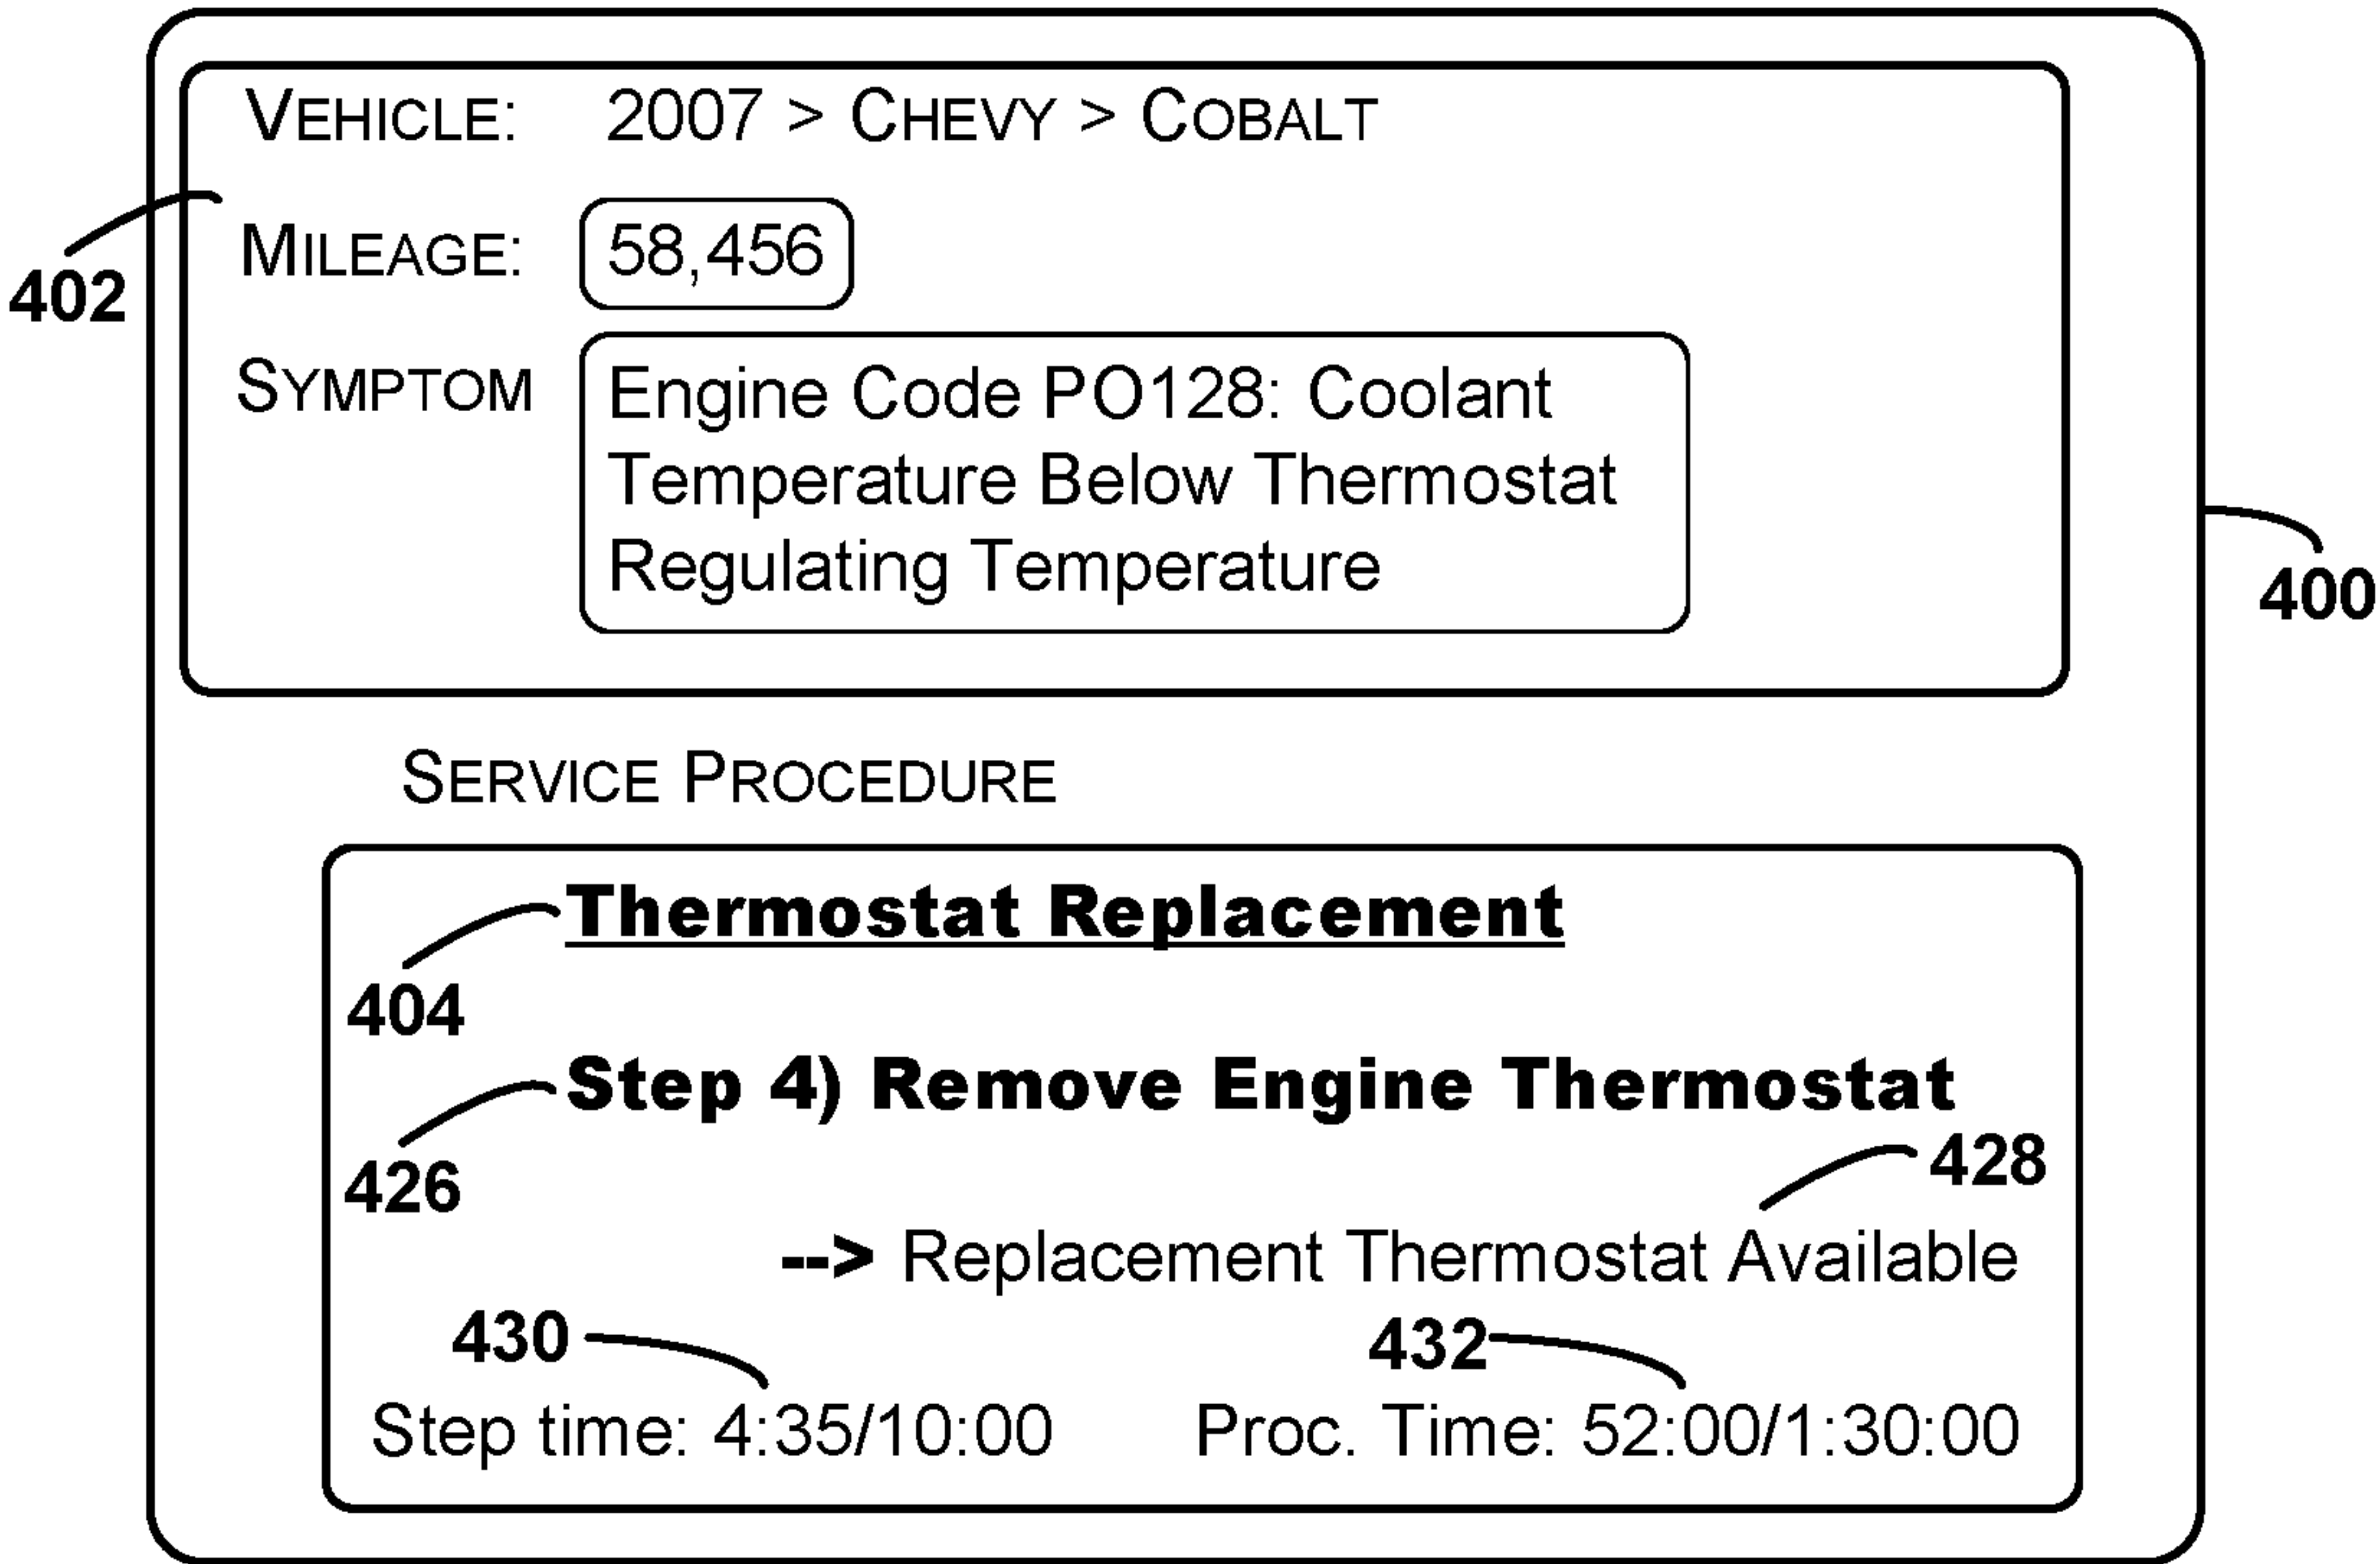 VEHICLE: 2007 > CHEVY > COBALT
MILEAGE: 58,456
402
SYMPTOM Engine Code PO128: Coolant
Temperature Below Thermostat
Regulating Temperature
400
SERVICE PROCEDURE
Thermostat Replacement
404
Step 4) Remove Engine Thermostat
426
428
--> Replacement Thermostat Available
430
432
Step time: 4:35/10:00 Proc. Time: 52:00/1:30:00